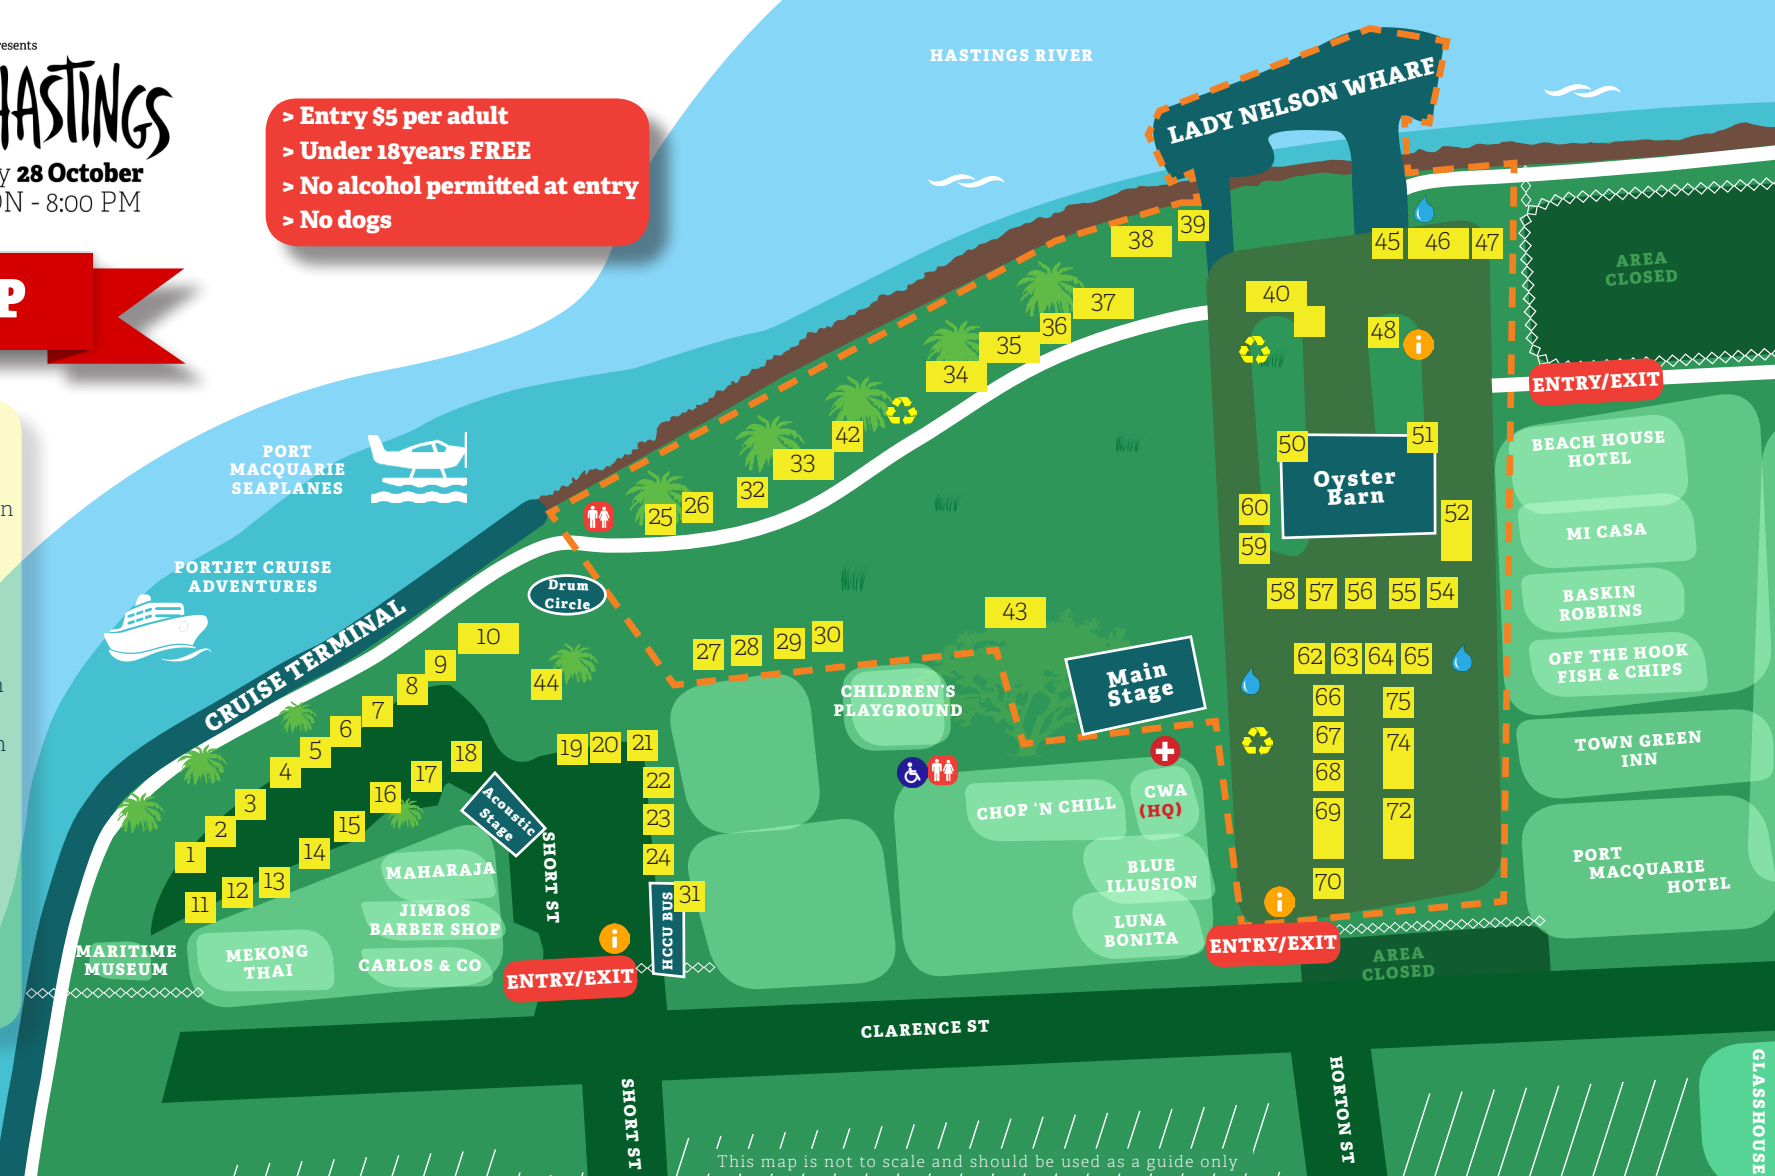 resents
HASTINGS
y 28 October
ON - 8:00 PM
P
> Entry $5 per adult
> Under 18years FREE
> No alcohol permitted at entry
> No dogs
HASTINGS RIVER
LADY NELSON WHARF
AREA
CLOSED
ENTRY/EXIT
PORT
MACQUARIE
SEAPLANES
PORTJET CRUISE
ADVENTURES
CRUISE TERMINAL
n
n
n
Drum
Circle
39
38
37
36
35
34
42
33
32
26
25
45 46 47
40
48
i
50
51
Oyster
Barn
60
59
52
58 57 56 55 54
62 63 64 65
66
75
67
74
68
69
72
70
i
BEACH HOUSE
HOTEL
MI CASA
BASKIN
ROBBINS
OFF THE HOOK
FISH & CHIPS
TOWN GREEN
INN
PORT
MACQUARIE
HOTEL
43
27 28 29 30
CHILDREN'S
PLAYGROUND
Main
Stage
CHOP 'N CHILL
CWA
(HQ)
BLUE
ILLUSION
LUNA
BONITA
ENTRY/EXIT
AREA
CLOSED
10
9
8
7
6
5
4
3
2
1
44
18
17
16
15
14
13
12
11
19 20 21
22
23
24
31
Acoustic
Stage
SHORT ST
HCCU BUS
MAHARAJA
JIMBOS
BARBER SHOP
CARLOS & CO
MEKONG
THAI
MARITIME
MUSEUM
i
ENTRY/EXIT
CLARENCE ST
SHORT ST
HORTON ST
GLASSHOUSE
This map is not to scale and should be used as a guide only